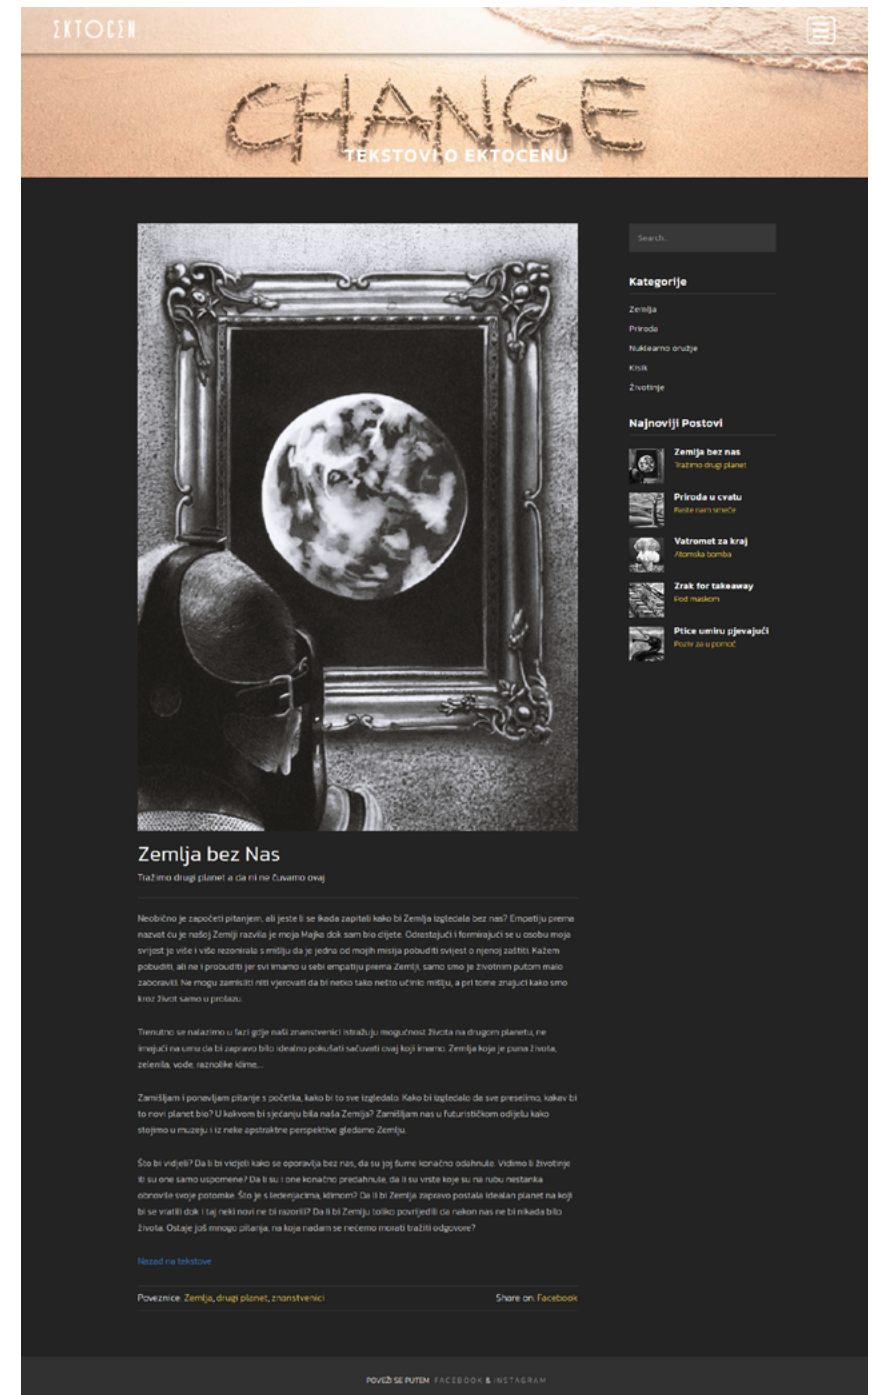 ΣKTOCΣN
CHANGE
TEKSTOVI O EKTOCENU
Search..
Kategorije
Zemlja
Priroda
Nuklearno oružje
Kisik
Životinje
Najnoviji Postovi
Zemlja bez nas
Tražimo drugi planet
Priroda u cvatu
Raste nam smeće
Vatromet za kraj
Atomska bomba
Zrak for takeaway
Pod maskom
Ptice umiru pjevajući
Poziv za u pomoć
Zemlja bez Nas
Tražimo drugi planet a da ni ne čuvamo ovaj
Neobično je započeti pitanjem, ali jeste li se ikada zapitali kako bi Zemlja izgledala bez nas? Empatiju prema
nazvat ću je našoj Zemlji razvila je moja Majka dok sam bio dijete. Odrastajući i formirajući se u osobu moja
svijest je više i više rezonirala s mišlju da je jedna od mojih misija pobuditi svijest o njenoj zaštiti. Kažem
pobuditi, ali ne i probuditi jer svi imamo u sebi empatiju prema Zemlji, samo smo je životnim putom malo
zaboravili. Ne mogu zamisliti niti vjerovati da bi netko tako nešto učinio mišlju, a pri tome znajući kako smo
kroz život samo u prolazu.
Trenutno se nalazimo u fazi gdje naši znanstvenici istražuju mogućnost života na drugom planetu, ne
imajući na umu da bi zapravo bilo idealno pokušati sačuvati ovaj koji imamo. Zemlja koja je puna života,
zelenila, vode, raznolike klime,...
Zamišljam i ponavljam pitanje s početka, kako bi to sve izgledalo. Kako bi izgledalo da sve preselimo, kakav bi
to novi planet bio? U kakvom bi sjećanju bila naša Zemlja? Zamišljam nas u futurističkom odijelu kako
stojimo u muzeju i iz neke apstraktne perspektive gledamo Zemlju.
Što bi vidjeli? Da li bi vidjeli kako se oporavlja bez nas, da su joj šume konačno odahnule. Vidimo li životinje
ili su one samo uspomene? Da li su i one konačno predahnule, da li su vrste koje su na rubu nestanka
obnovile svoje potomke. Što je s ledenjacima, klimom? Da li bi Zemlja zapravo postala idealan planet na koji
bi se vratili dok i taj neki novi ne bi razorili? Da li bi Zemlju toliko povrijedili da nakon nas ne bi nikada bilo
života. Ostaje još mnogo pitanja, na koja nadam se nećemo morati tražiti odgovore?
Nazad na tekstove
Poveznice: Zemlja, drugi planet, znanstvenici
Share on: Facebook
POVEŽI SE PUTEM FACEBOOK & INSTAGRAM